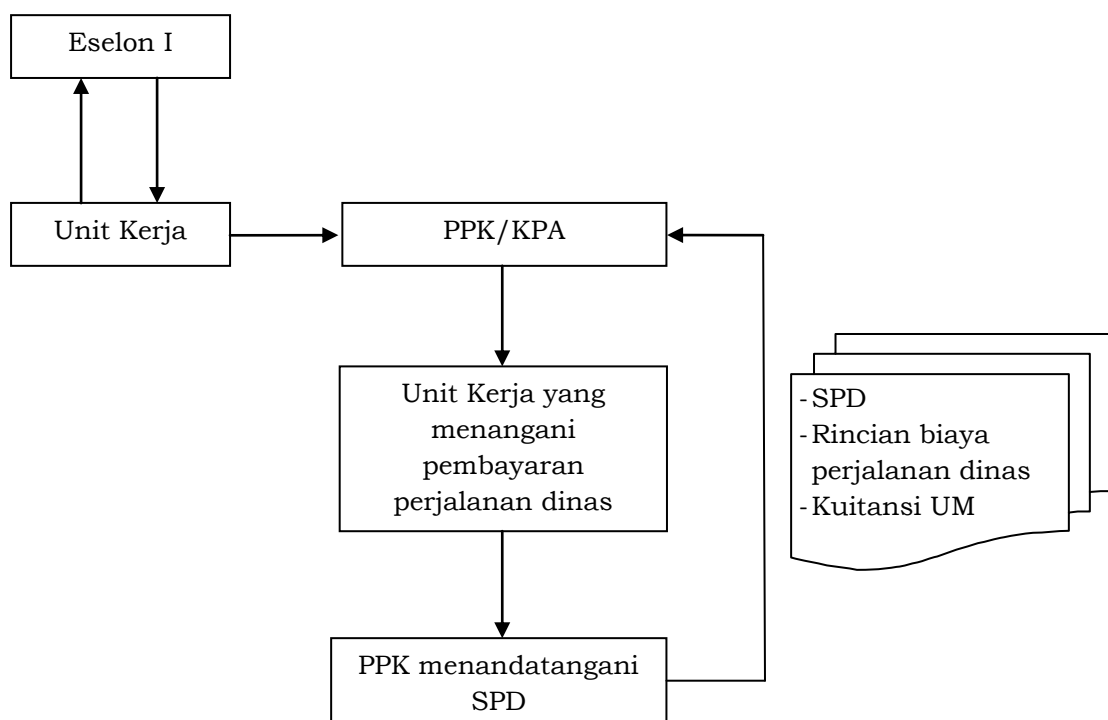 Eselon I
Unit Kerja
PPK/KPA
Unit Kerja yang
menangani
pembayaran
perjalanan dinas
- SPD
- Rincian biaya
perjalanan dinas
- Kuitansi UM
PPK menandatangani
SPD